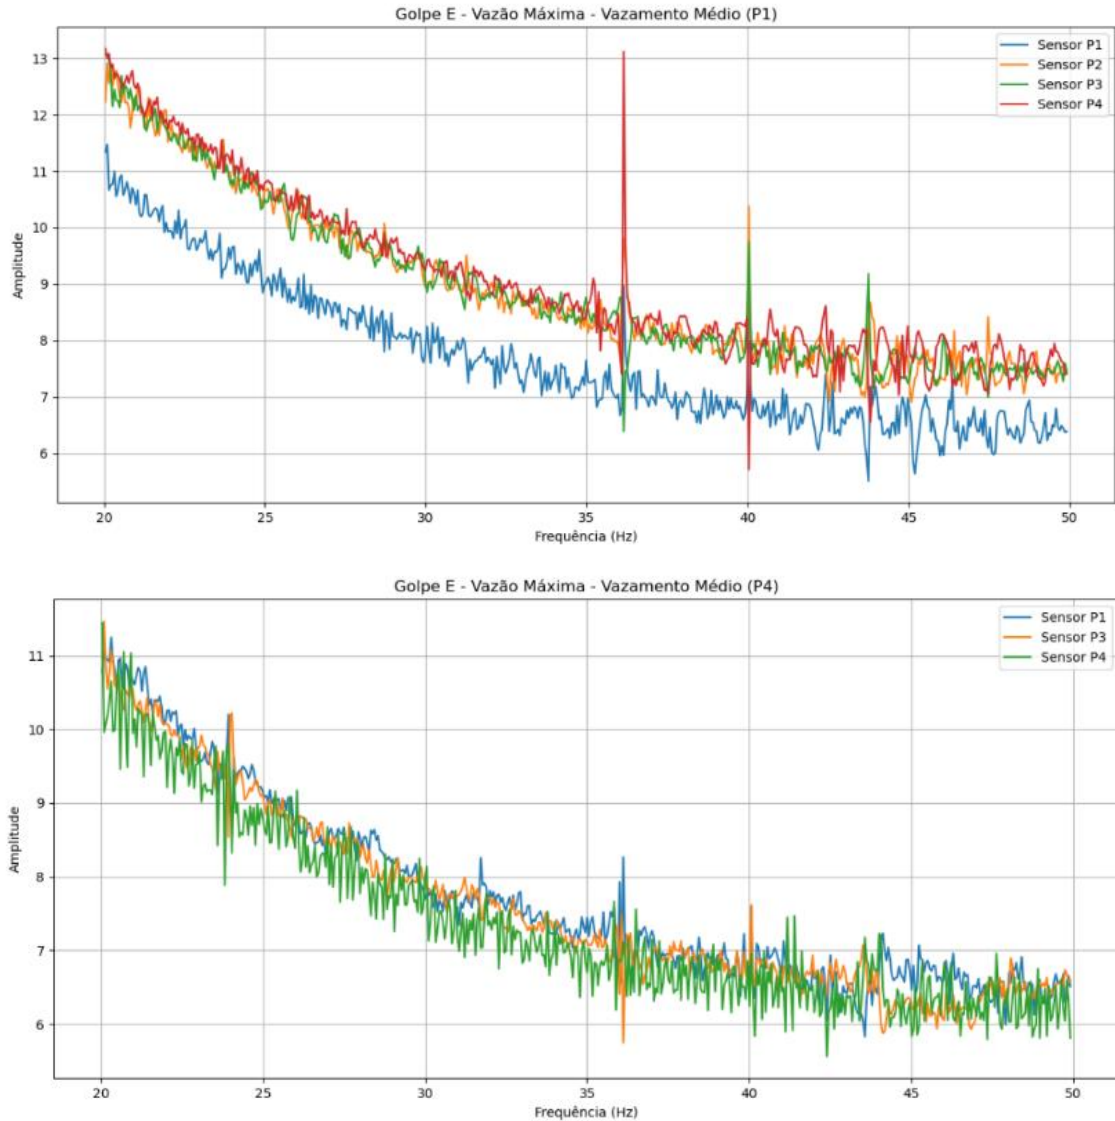 Golpe E - Vazão Máxima - Vazamento Médio (P1)
Sensor P1
Sensor P2
Sensor P3
Sensor P4
13
12
11
10
9
8
7
6
Amplitude
20 25 30 35 40 45 50
Frequência (Hz)
Golpe E - Vazão Máxima - Vazamento Médio (P4)
Sensor P1
Sensor P3
Sensor P4
11
10
9
8
7
6
Amplitude
20 25 30 35 40 45 50
Frequência (Hz)